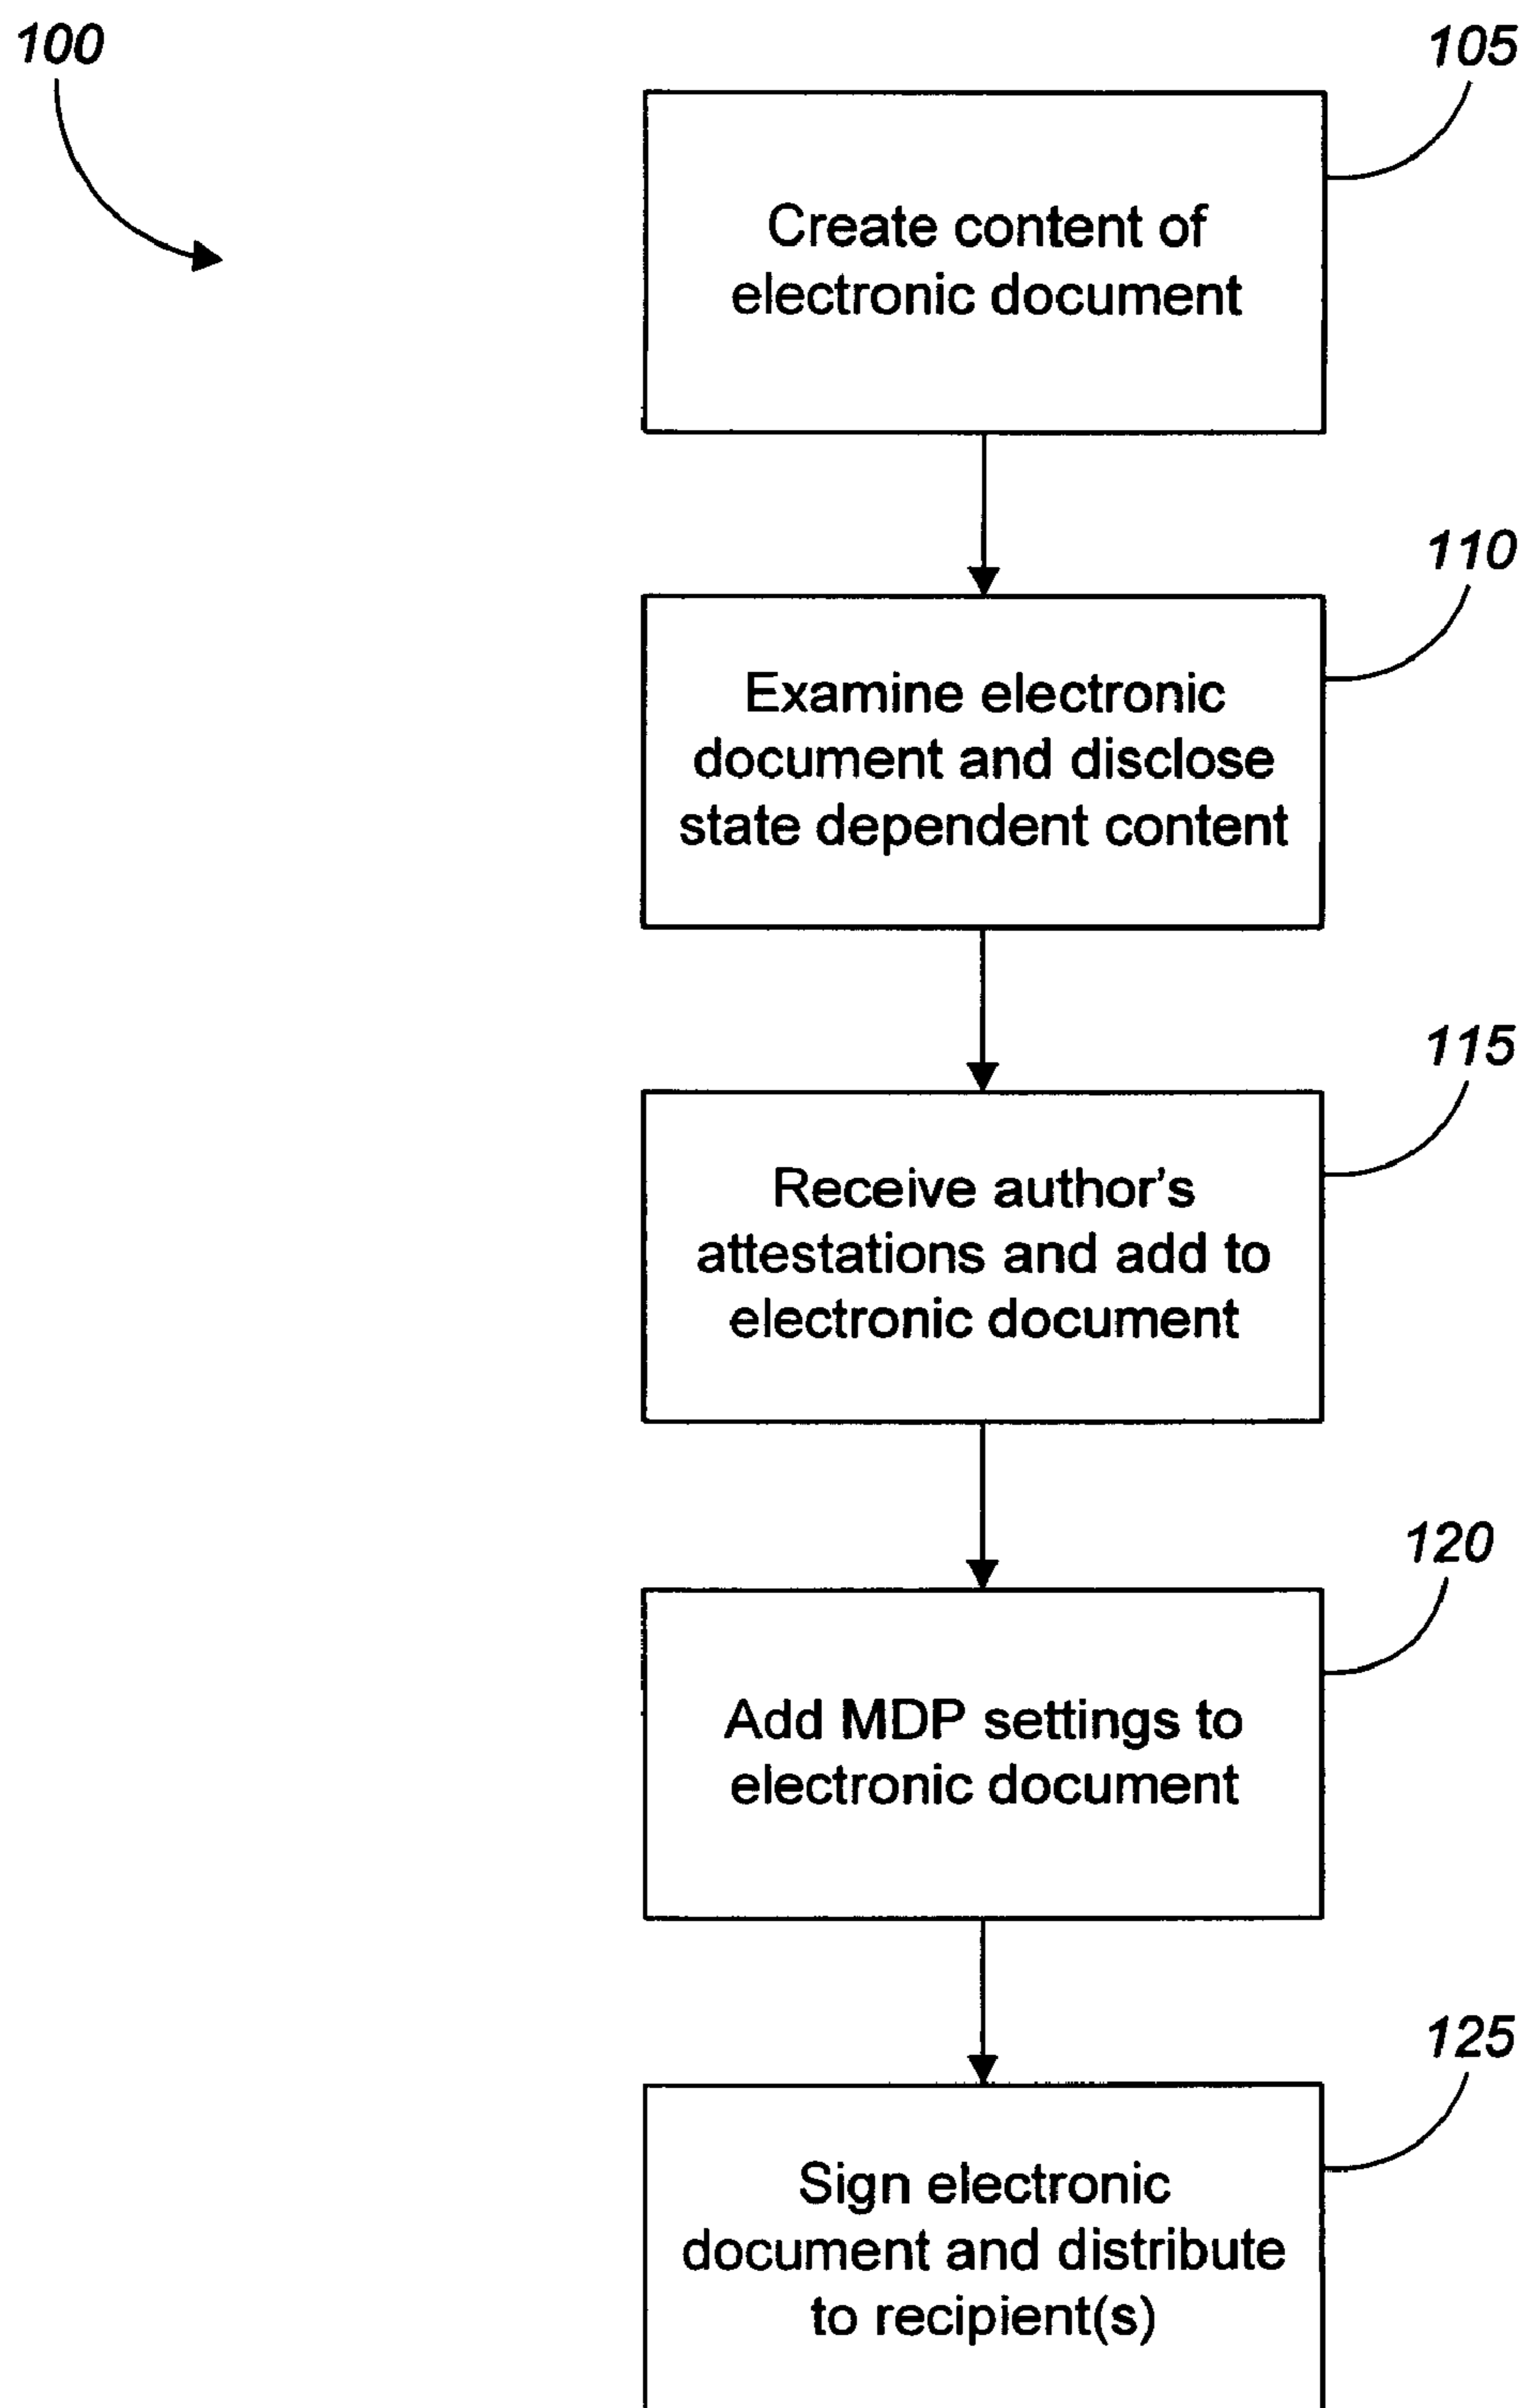 100
105
Create content of
electronic document
110
Examine electronic
document and disclose
state dependent content
115
Receive author's
attestations and add to
electronic document
120
Add MDP settings to
electronic document
125
Sign electronic
document and distribute
to recipient(s)